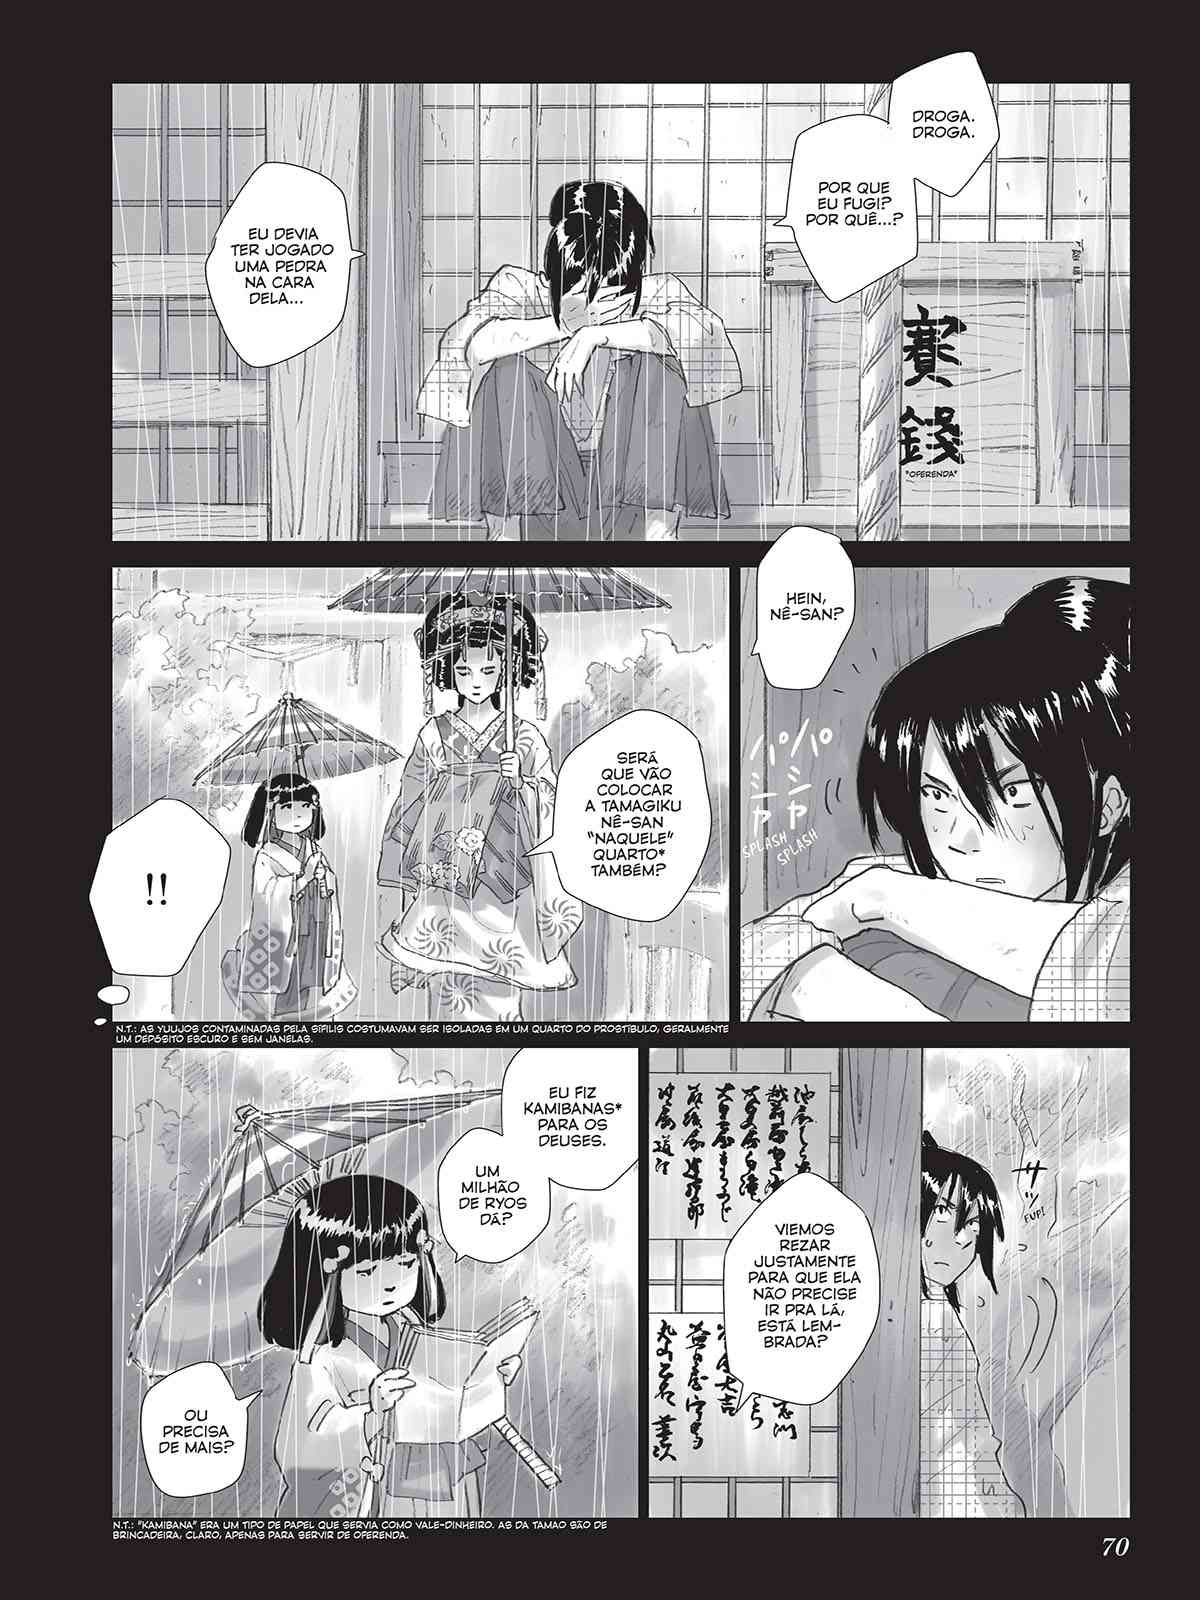 DROGA.
DROGA.
POR QUE
EU FUGI?
POR QUÊ...?
EU DEVIA
TER JOGADO
UMA PEDRA
NA CARA
DELA...
賽
錢
*OFERENDA*
HEIN,
NÊ-SAN?
パシャ
パシャ
SPLASH
SPLASH
SERÁ
QUE VÃO
COLOCAR
A TAMAGIKU
NÊ-SAN
“NAQUELE”
QUARTO*
TAMBÉM?
!!
N.T.: AS YUUJOS CONTAMINADAS PELA SÍFILIS COSTUMAVAM SER ISOLADAS EM UM QUARTO DO PROSTÍBULO, GERALMENTE
UM DEPÓSITO ESCURO E SEM JANELAS.
サッ
FUP!
VIEMOS
REZAR
JUSTAMENTE
PARA QUE ELA
NÃO PRECISE
IR PRA LÁ,
ESTÁ LEM-
BRADA?
EU FIZ
KAMIBANAS*
PARA OS
DEUSES.
UM
MILHÃO
DE RYOS
DÁ?
OU
PRECISA
DE MAIS?
N.T.: "KAMIBANA" ERA UM TIPO DE PAPEL QUE SERVIA COMO VALE-DINHEIRO. AS DA TAMAO SÃO DE
BRINCADEIRA, CLARO, APENAS PARA SERVIR DE OFERENDA.
70